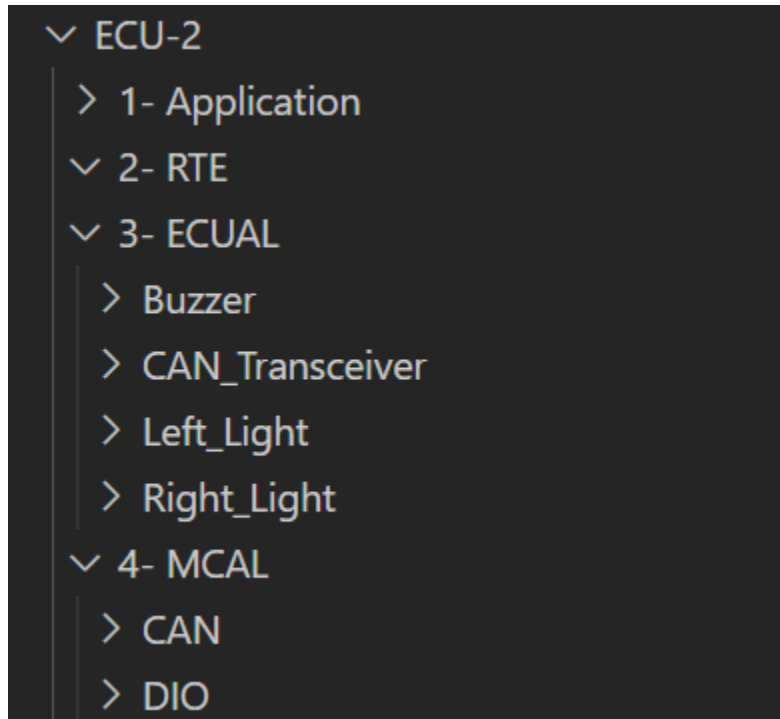 ECU-2
1- Application
2- RTE
3- ECUAL
Buzzer
CAN_Transceiver
Left_Light
Right_Light
4- MCAL
CAN
DIO